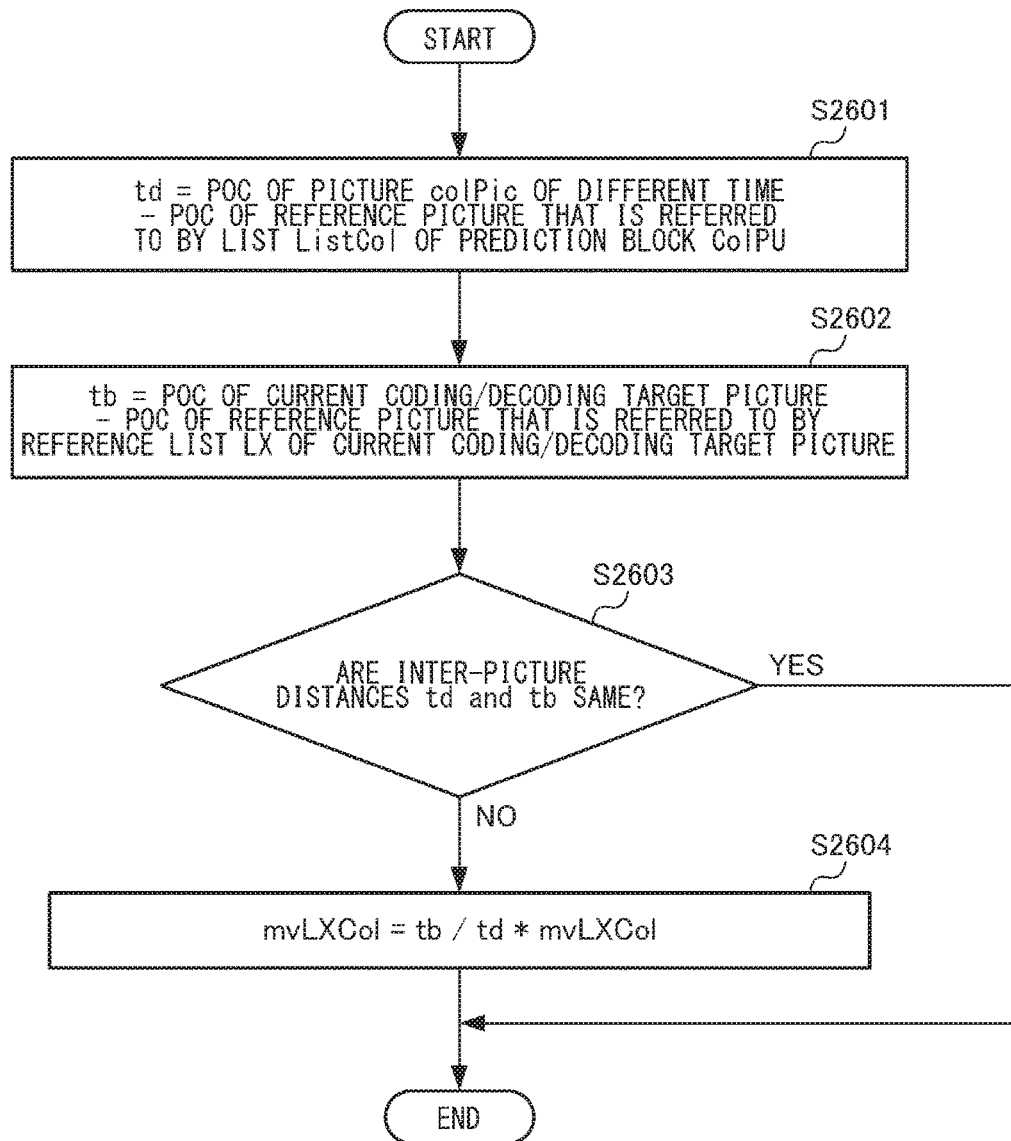 START
S2601
td = POC OF PICTURE colPic OF DIFFERENT TIME
- POC OF REFERENCE PICTURE THAT IS REFERRED
TO BY LIST ListCol OF PREDICTION BLOCK ColPU
S2602
tb = POC OF CURRENT CODING/DECODING TARGET PICTURE
- POC OF REFERENCE PICTURE THAT IS REFERRED TO BY
REFERENCE LIST LX OF CURRENT CODING/DECODING TARGET PICTURE
S2603
ARE INTER-PICTURE
DISTANCES td and tb SAME?
YES
NO
S2604
mvLXCol = tb / td * mvLXCol
END